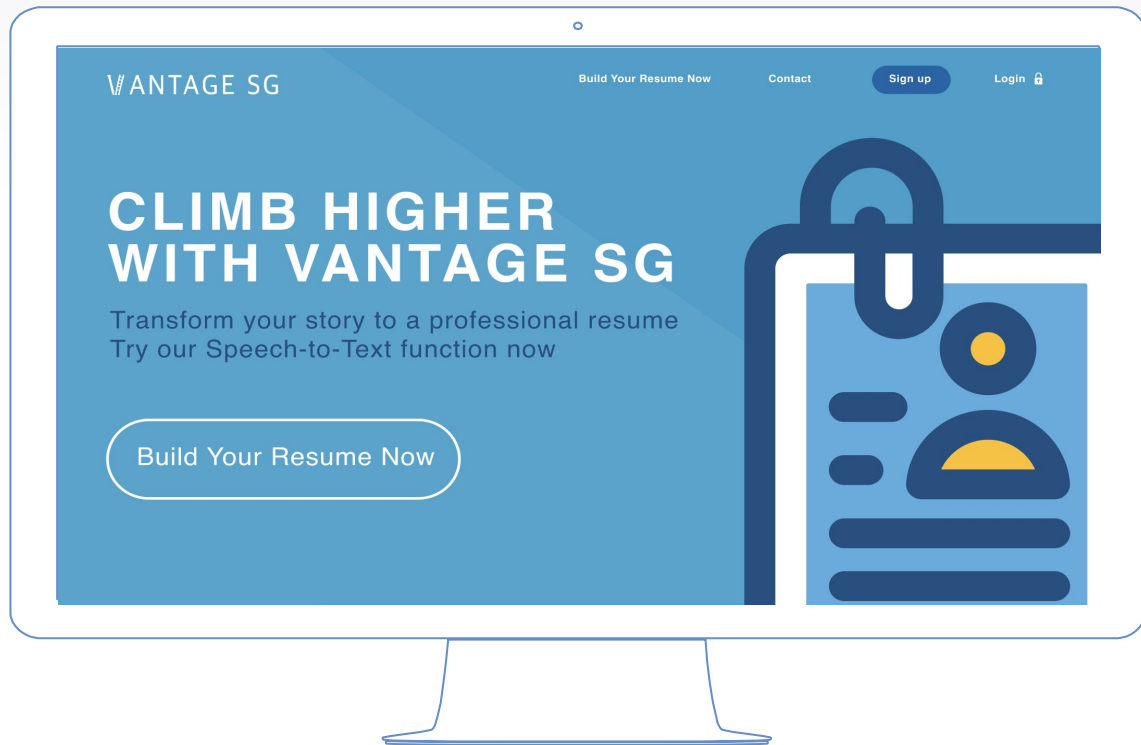 VANTAGE SG
Build Your Resume Now
Contact
Sign up
Login
CLIMB HIGHER
WITH VANTAGE SG
Transform your story to a professional resume
Try our Speech-to-Text function now
Build Your Resume Now